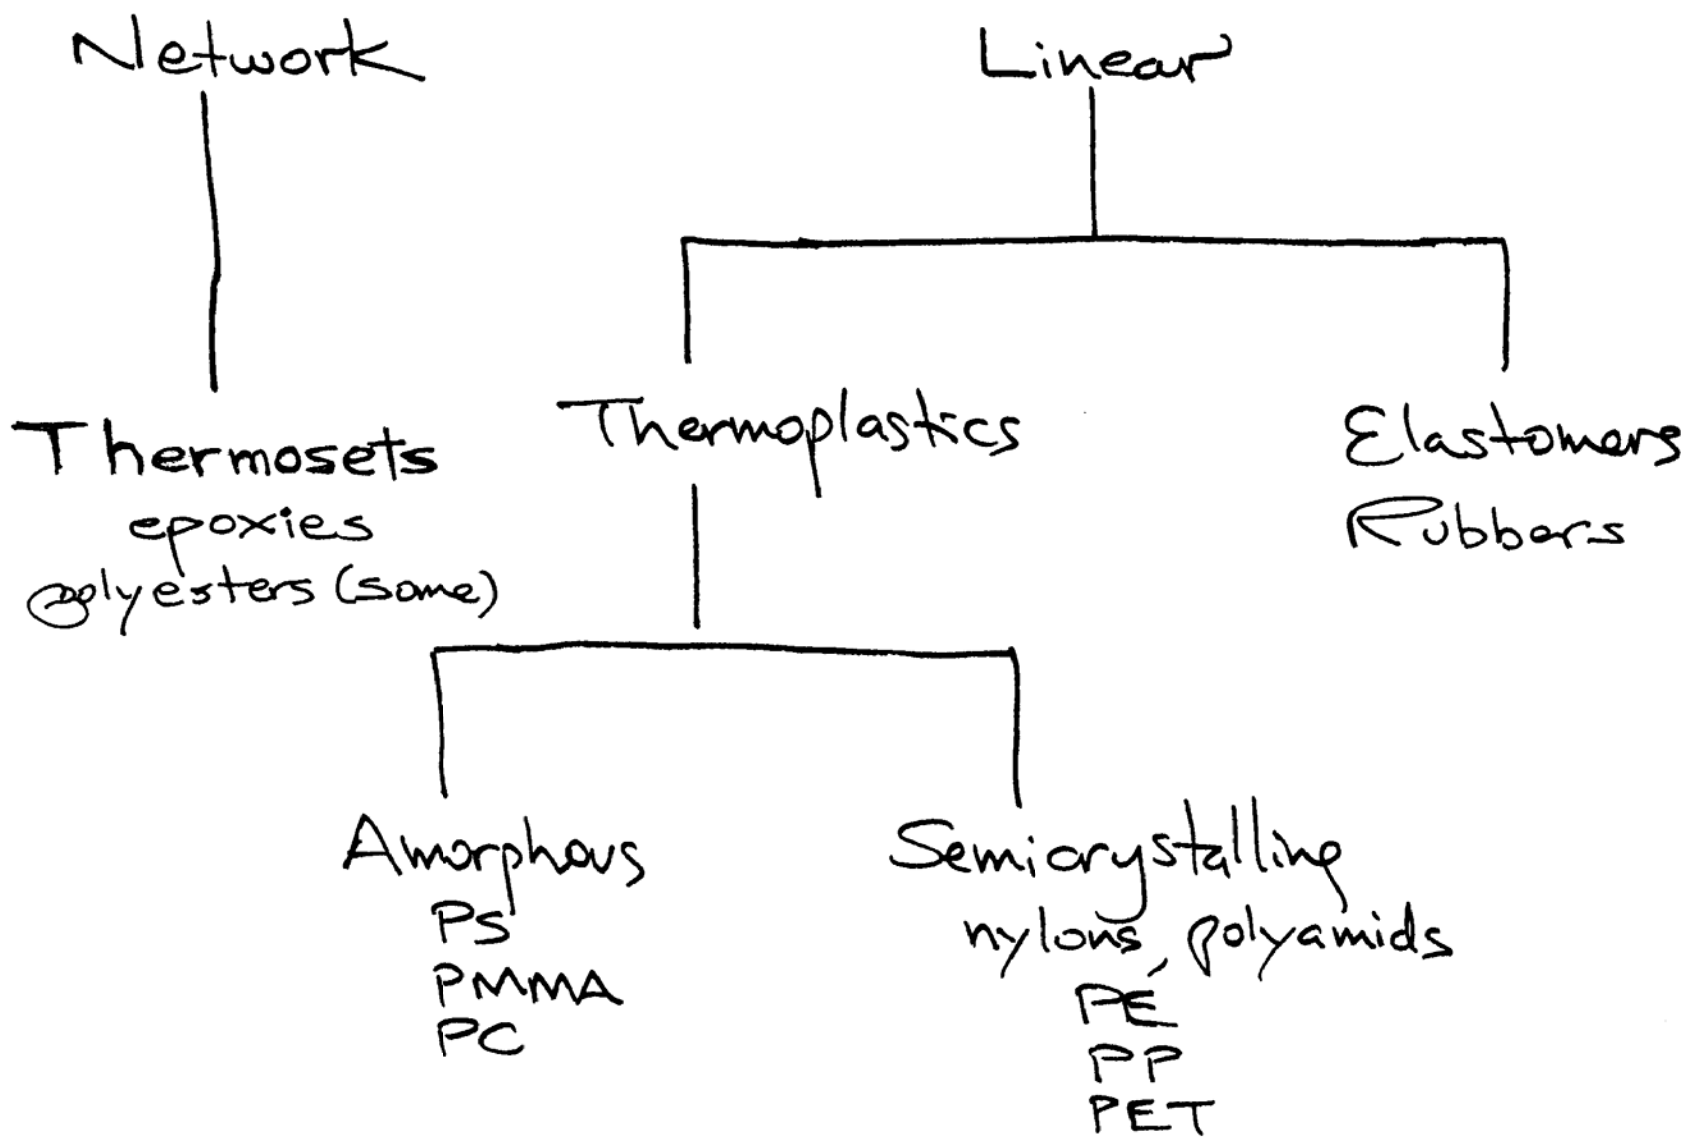 Network
Linear
Thermosets
epoxies
polyesters (some)
Thermoplastics
Elastomers
Rubbers
Amorphous
PS
PMMA
PC
Semicrystalline
nylons, polyamids
PE
PP
PET